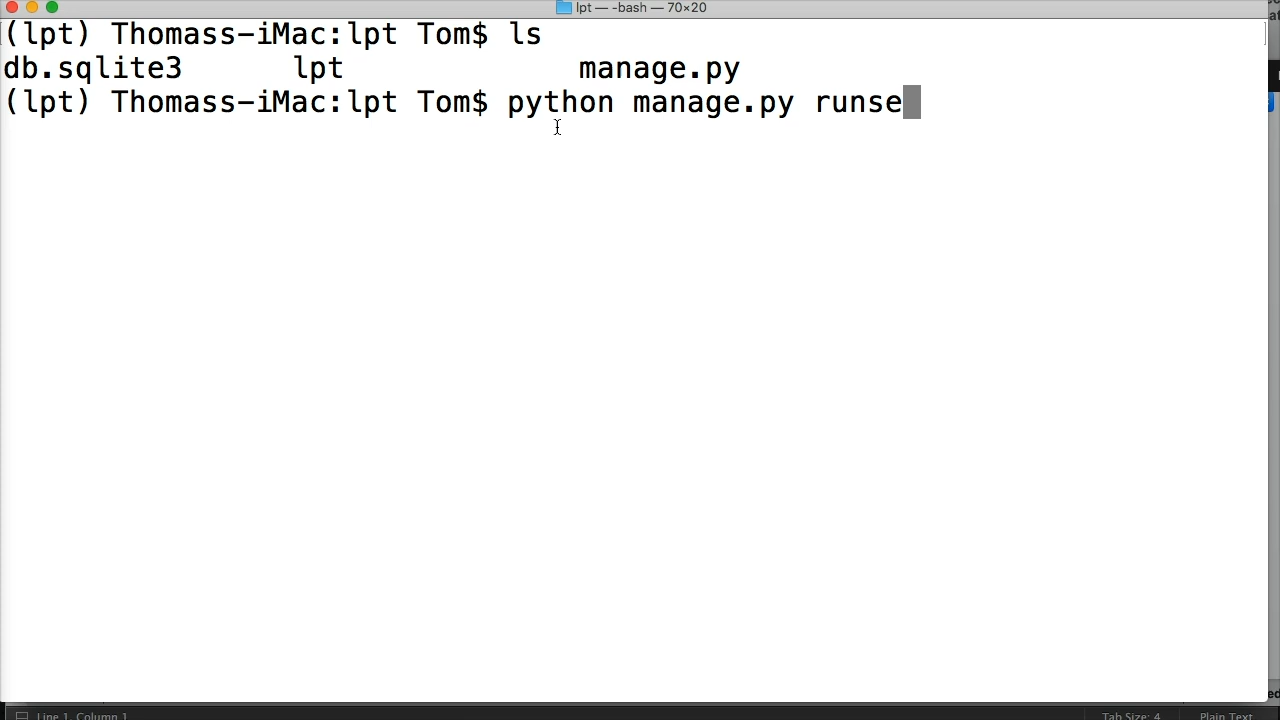 lpt — -bash — 70×20
(lpt) Thomass-iMac:lpt Tom$ ls
db.sqlite3 lpt manage.py
(lpt) Thomass-iMac:lpt Tom$ python manage.py runse
Line 1, Column 1 Tab Size: 4 Plain Text